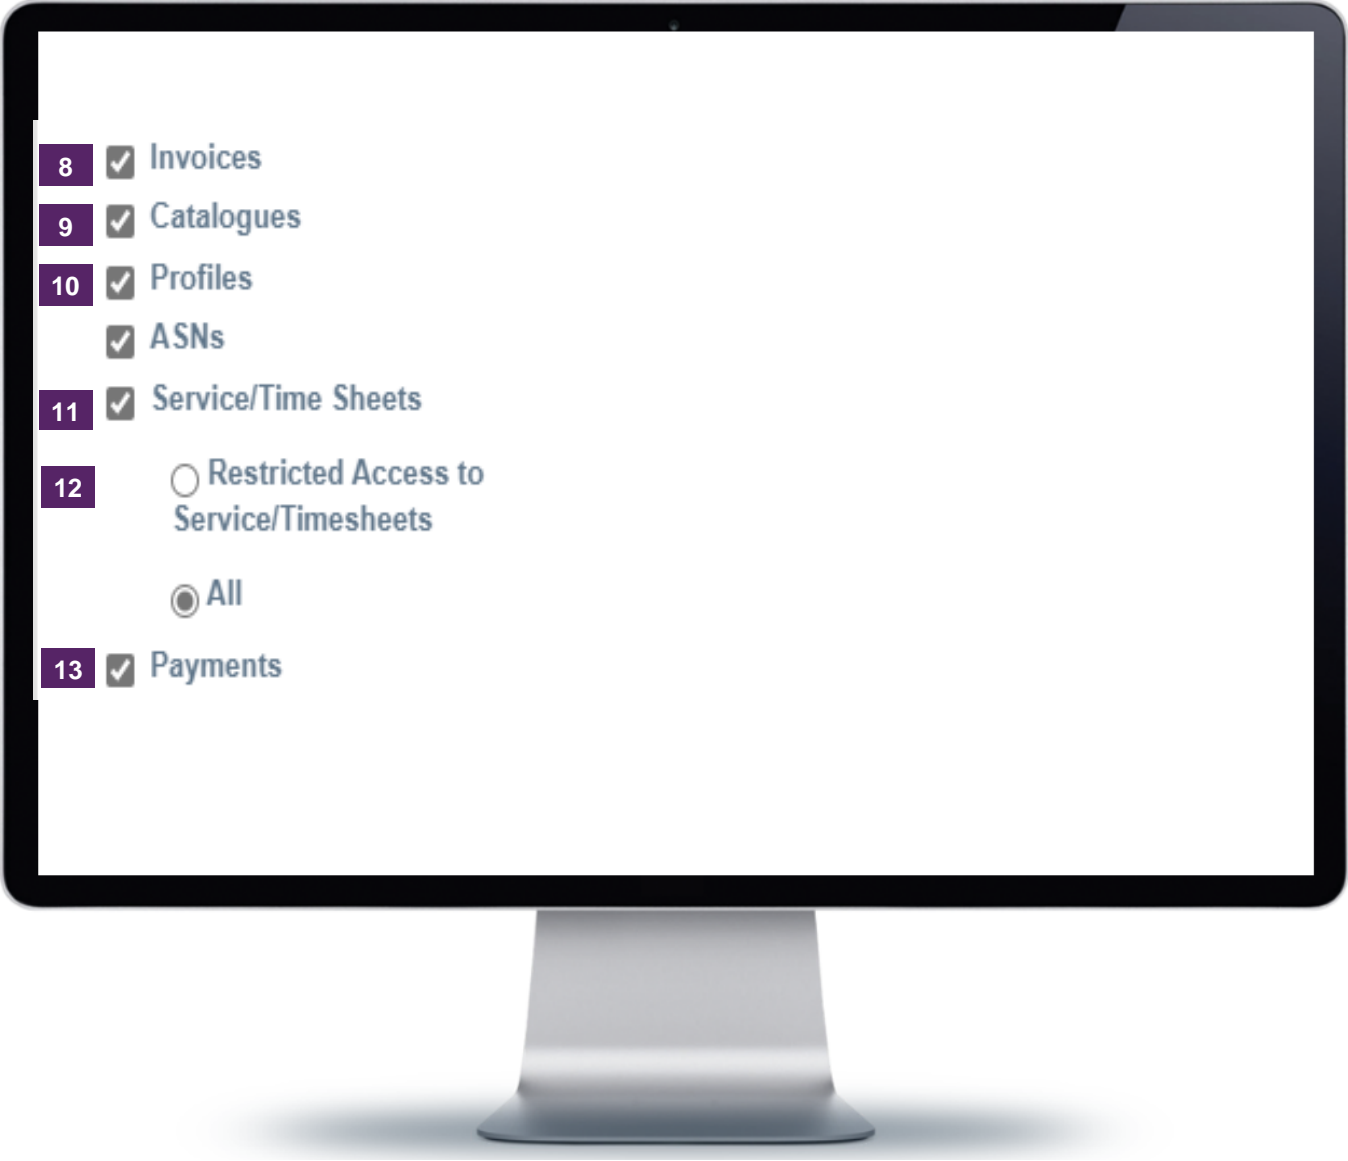 8 Invoices
9 Catalogues
10 Profiles
ASNs
11 Service/Time Sheets
12 Restricted Access to
Service/Timesheets
All
13 Payments